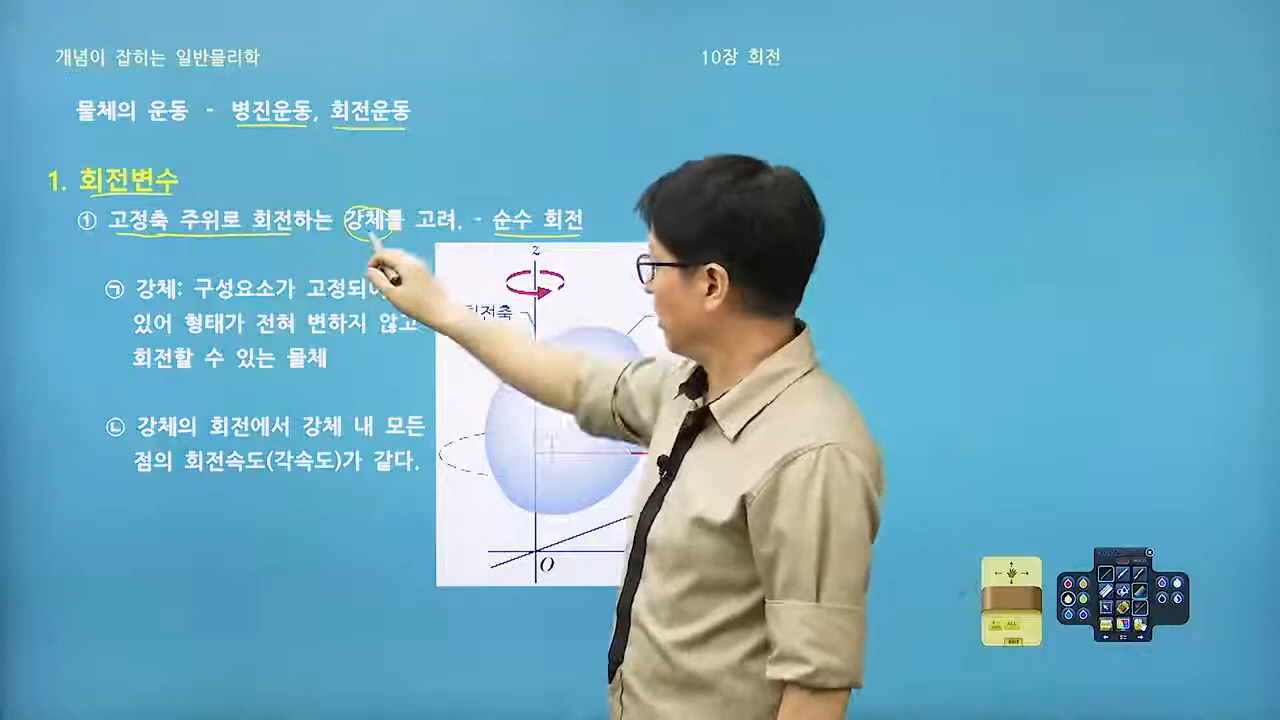 개념이 잡히는 일반물리학
10장 회전
물체의 운동 - 병진운동, 회전운동
1. 회전변수
① 고정축 주위로 회전하는 강체를 고려. - 순수 회전
㉠ 강체: 구성요소가 고정되어
있어 형태가 전혀 변하지 않고
회전할 수 있는 물체
㉡ 강체의 회전에서 강체 내 모든
점의 회전속도(각속도)가 같다.
z
회전축
O
ALL
EXIT